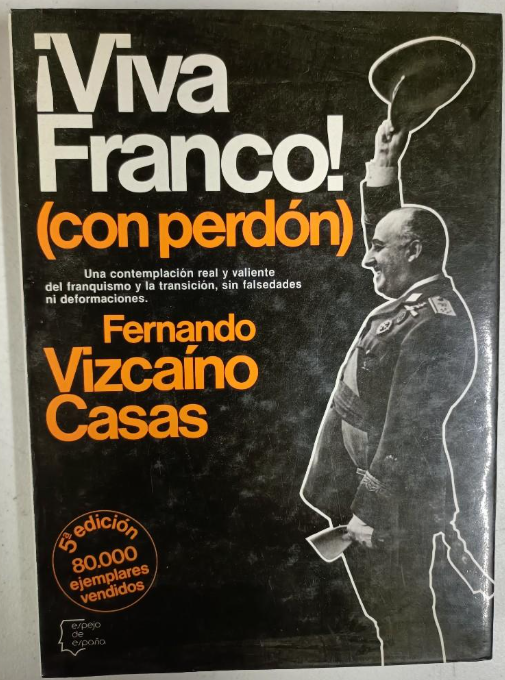 ¡Viva
Franco!
(con perdón)
Una contemplación real y valiente
del franquismo y la transición, sin falsedades
ni deformaciones.
Fernando
Vizcaíno
Casas
5ª edición
80.000
ejemplares
vendidos
espejo
de
españa